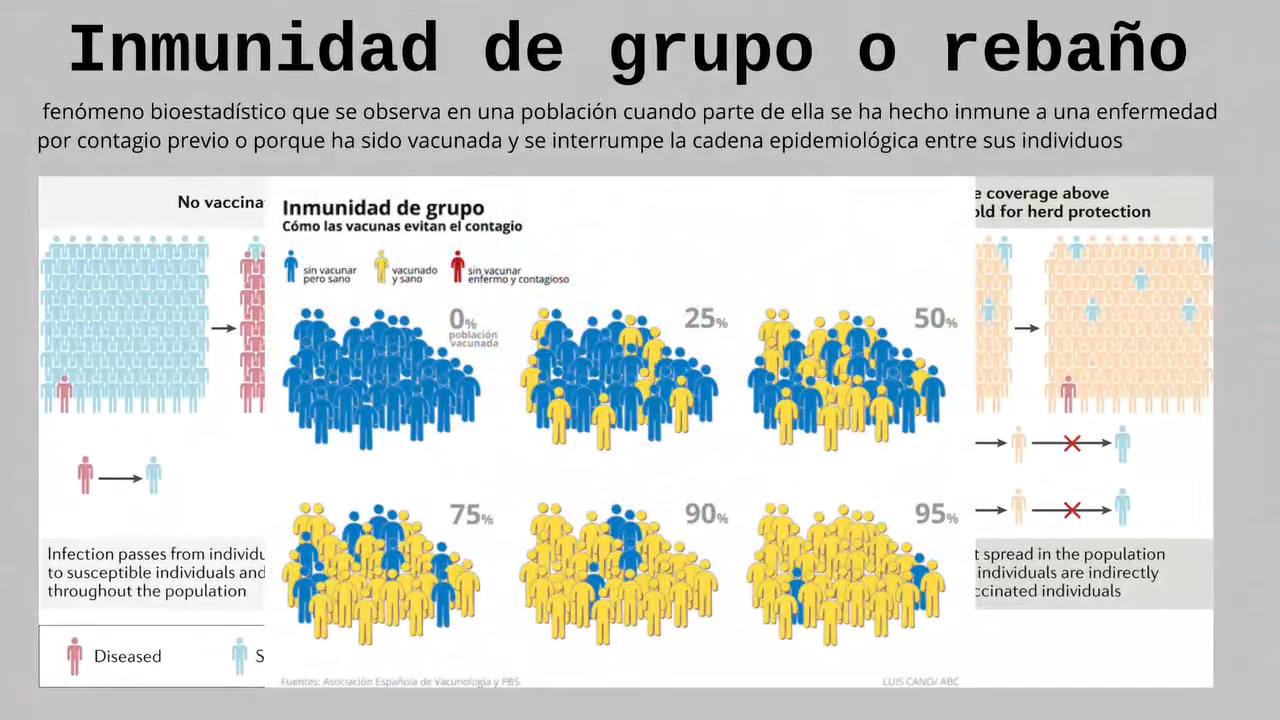 Inmunidad de grupo o rebaño
fenómeno bioestadístico que se observa en una población cuando parte de ella se ha hecho inmune a una enfermedad
por contagio previo o porque ha sido vacunada y se interrumpe la cadena epidemiológica entre sus individuos
No vaccina
Inmunidad de grupo
Cómo las vacunas evitan el contagio
sin vacunar
pero sano
vacunado
y sano
sin vacunar
enfermo y contagioso
e coverage above
old for herd protection
0%
población
vacunada
25%
50%
75%
90%
95%
Infection passes from individu
to susceptible individuals and
throughout the population
t spread in the population
individuals are indirectly
ccinated individuals
Diseased
S
Fuentes: Asociación Española de Vacunología y PBS.
LUIS CANO/ ABC